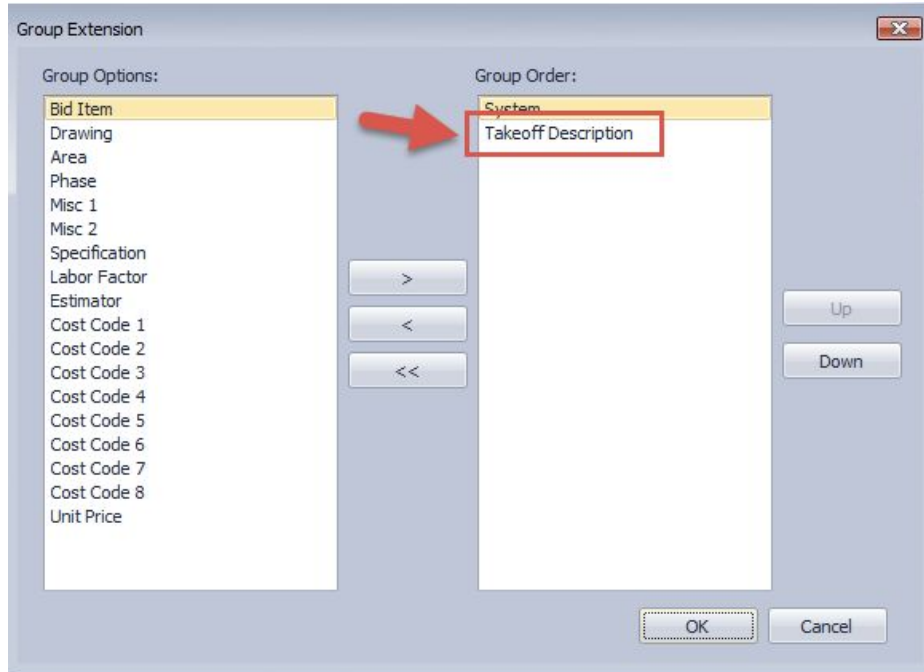 Group Extension
Group Options:
Bid Item
Drawing
Area
Phase
Misc 1
Misc 2
Specification
Labor Factor
Estimator
Cost Code 1
Cost Code 2
Cost Code 3
Cost Code 4
Cost Code 5
Cost Code 6
Cost Code 7
Cost Code 8
Unit Price
>
<
<<
Group Order:
System
Takeoff Description
Up
Down
OK
Cancel